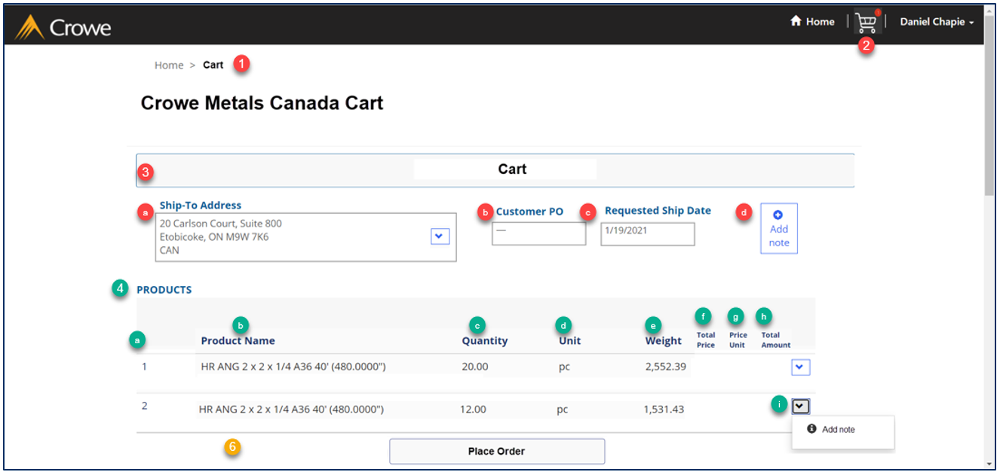 Crowe
Home
1
Daniel Chapie
2
Home > Cart 1
Crowe Metals Canada Cart
3 Cart
a Ship-To Address
20 Carlson Court, Suite 800
Etobicoke, ON M9W 7K6
CAN
b Customer PO
—
c Requested Ship Date
1/19/2021
d
Add
note
4 PRODUCTS
a
b
Product Name
c
Quantity
d
Unit
e
Weight
f
Total
Price
g
Price
Unit
h
Total
Amount
1 HR ANG 2 x 2 x 1/4 A36 40' (480.0000") 20.00 pc 2,552.39
2 HR ANG 2 x 2 x 1/4 A36 40' (480.0000") 12.00 pc 1,531.43 i
Add note
6 Place Order